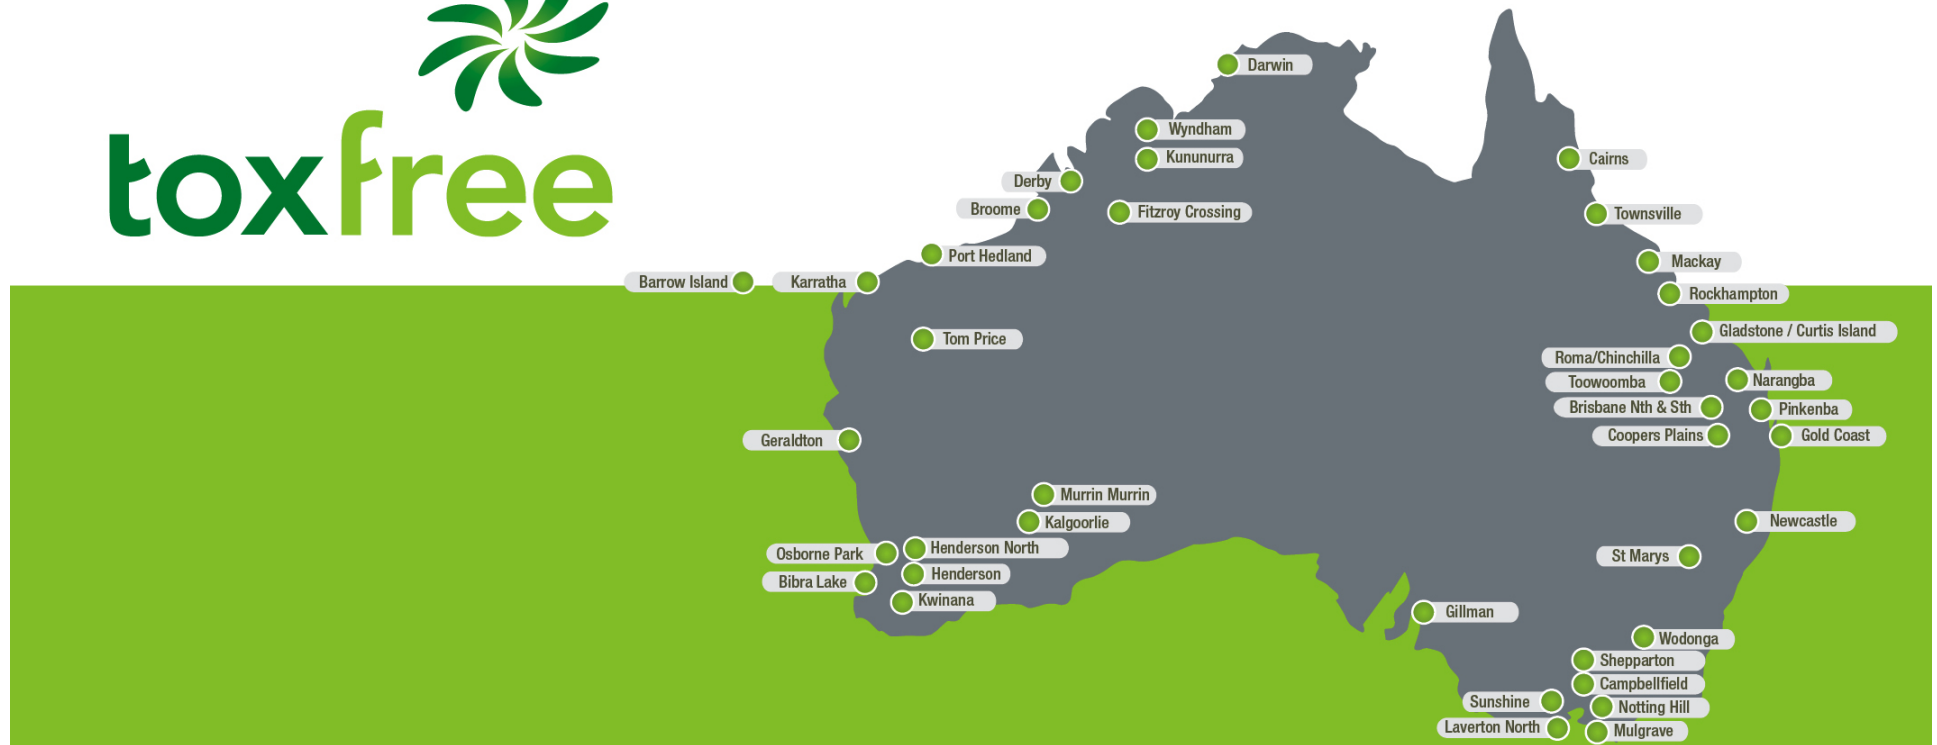 toxfree
Darwin
Wyndham
Kununurra
Cairns
Derby
Broome
Fitzroy Crossing
Townsville
Port Hedland
Mackay
Barrow Island
Karratha
Rockhampton
Gladstone / Curtis Island
Tom Price
Roma/Chinchilla
Toowoomba
Narangba
Brisbane Nth & Sth
Pinkenba
Geraldton
Coopers Plains
Gold Coast
Murrin Murrin
Kalgoorlie
Newcastle
Osborne Park
Henderson North
St Marys
Bibra Lake
Henderson
Kwinana
Gillman
Wodonga
Shepparton
Campbellfield
Sunshine
Notting Hill
Laverton North
Mulgrave